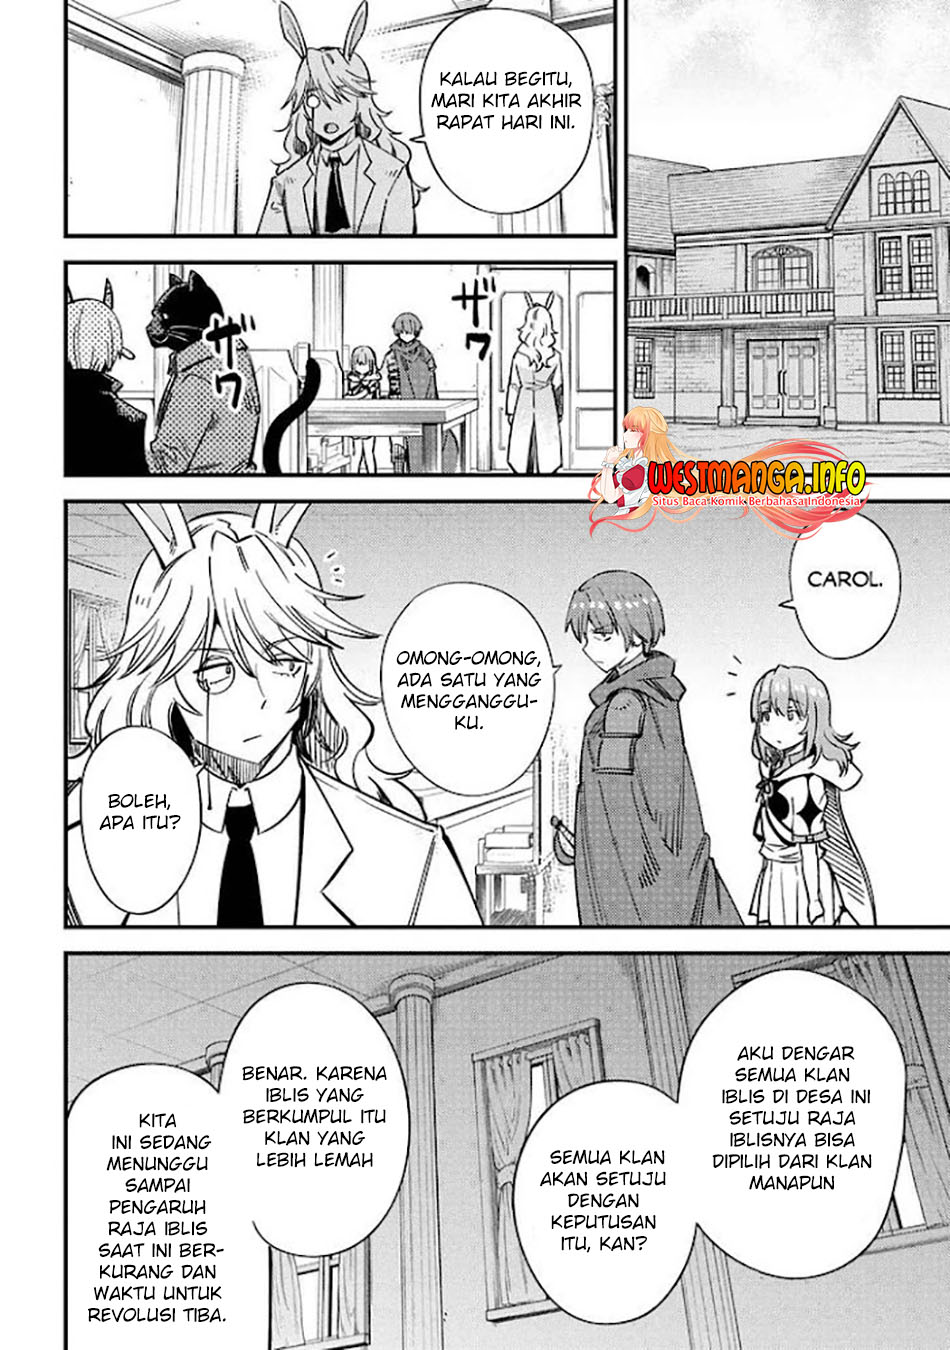 KALAU BEGITU,
MARI KITA AKHIR
RAPAT HARI INI.
ザワ
ザワ
WESTMANGA.INFO
Situs Baca Komik Berbahasa Indonesia
CAROL.
OMONG-OMONG,
ADA SATU YANG
MENGGANGGU-
KU.
BOLEH,
APA ITU?
AKU DENGAR
SEMUA KLAN
IBLIS DI DESA INI
SETUJU RAJA
IBLISNYA BISA
DIPILIH DARI KLAN
MANAPUN
SEMUA KLAN
AKAN SETUJU
DENGAN
KEPUTUSAN
ITU, KAN?
BENAR. KARENA
IBLIS YANG
BERKUMPUL ITU
KLAN YANG
LEBIH LEMAH
KITA
INI SEDANG
MENUNGGU
SAMPAI
PENGARUH
RAJA IBLIS
SAAT INI BER-
KURANG DAN
WAKTU UNTUK
REVOLUSI TIBA.